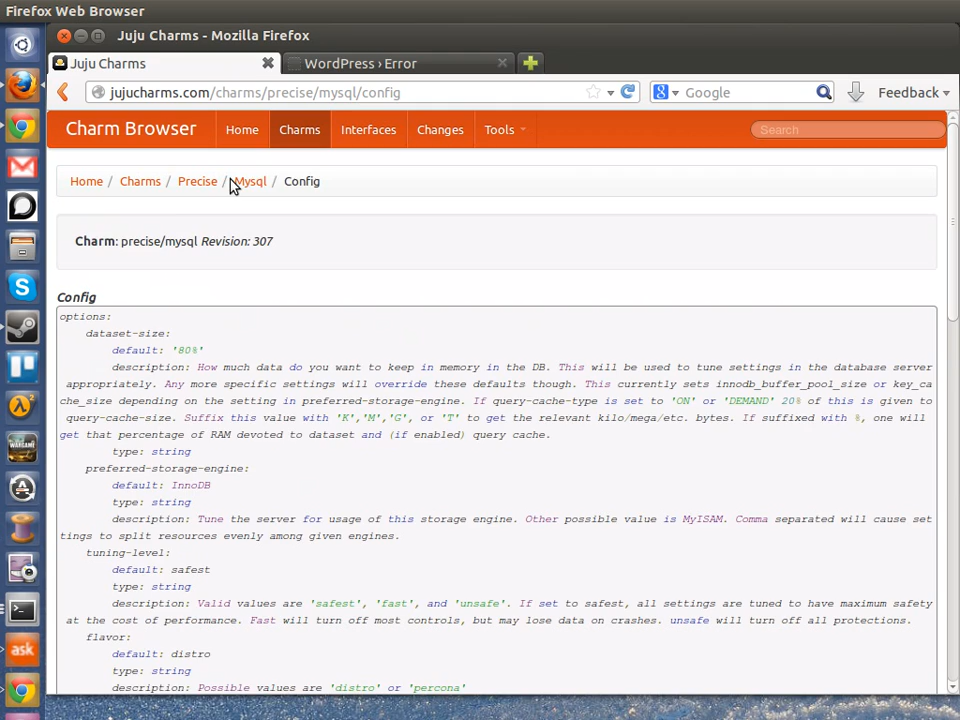 Firefox Web Browser
Juju Charms - Mozilla Firefox
Juju Charms
WordPress › Error
jujucharms.com/charms/precise/mysql/config
Google
Feedback
Charm Browser
Home
Charms
Interfaces
Changes
Tools
Search
Home / Charms / Precise / Mysql / Config
Charm: precise/mysql Revision: 307
Config
options:
dataset-size:
default: '80%'
description: How much data do you want to keep in memory in the DB. This will be used to tune settings in the database server
appropriately. Any more specific settings will override these defaults though. This currently sets innodb_buffer_pool_size or key_ca
che_size depending on the setting in preferred-storage-engine. If query-cache-type is set to 'ON' or 'DEMAND' 20% of this is given to
query-cache-size. Suffix this value with 'K','M','G', or 'T' to get the relevant kilo/mega/etc. bytes. If suffixed with %, one will
get that percentage of RAM devoted to dataset and (if enabled) query cache.
type: string
preferred-storage-engine:
default: InnoDB
type: string
description: Tune the server for usage of this storage engine. Other possible value is MyISAM. Comma separated will cause set
tings to split resources evenly among given engines.
tuning-level:
default: safest
type: string
description: Valid values are 'safest', 'fast', and 'unsafe'. If set to safest, all settings are tuned to have maximum safety
at the cost of performance. Fast will turn off most controls, but may lose data on crashes. unsafe will turn off all protections.
flavor:
default: distro
type: string
description: Possible values are 'distro' or 'percona'
WARGAME
ask